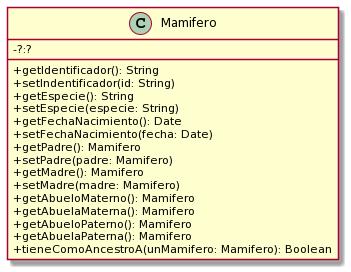 C Mamifero
-?:?
+getIdentificador(): String
+setIndentificador(id: String)
+getEspecie(): String
+setEspecie(especie: String)
+getFechaNacimiento(): Date
+setFechaNacimiento(fecha: Date)
+getPadre(): Mamifero
+setPadre(padre: Mamifero)
+getMadre(): Mamifero
+setMadre(madre: Mamifero)
+getAbueloMaterno(): Mamifero
+getAbuelaMaterna(): Mamifero
+getAbueloPaterno(): Mamifero
+getAbuelaPaterna(): Mamifero
+tieneComoAncestroA(unMamifero: Mamifero): Boolean